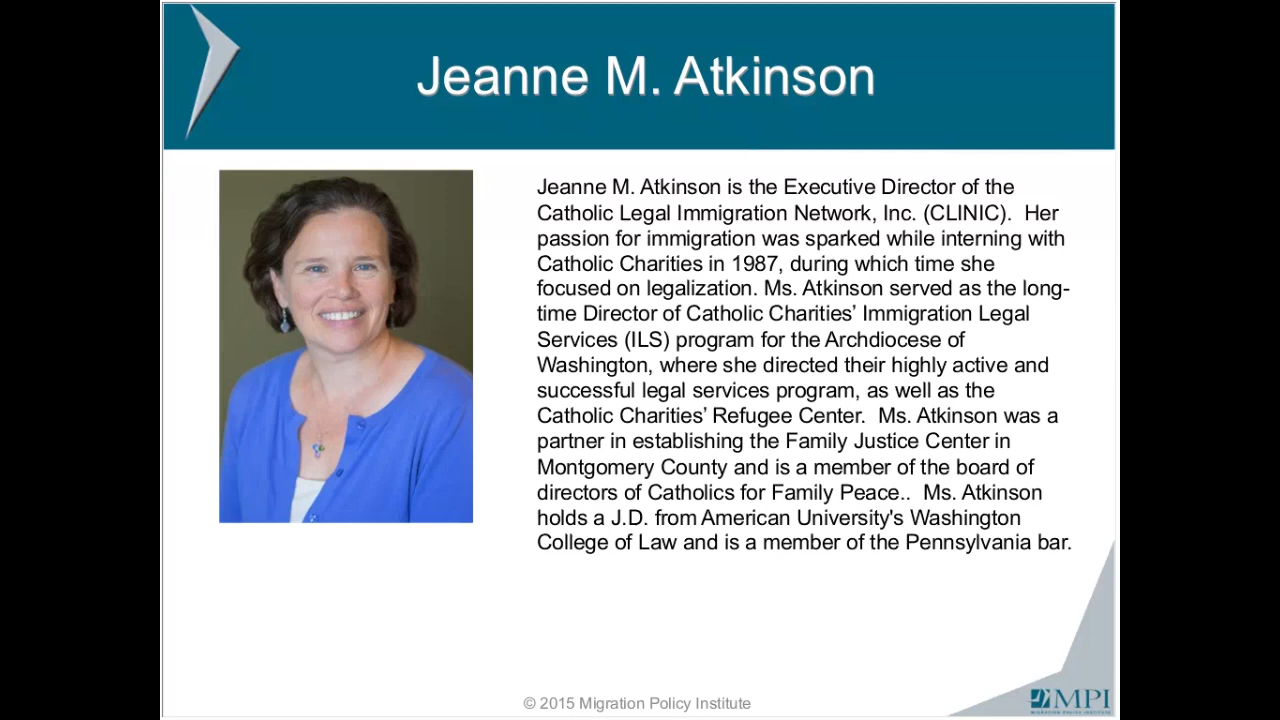 Jeanne M. Atkinson
Jeanne M. Atkinson is the Executive Director of the
Catholic Legal Immigration Network, Inc. (CLINIC).  Her
passion for immigration was sparked while interning with
Catholic Charities in 1987, during which time she
focused on legalization. Ms. Atkinson served as the long-
time Director of Catholic Charities’ Immigration Legal
Services (ILS) program for the Archdiocese of
Washington, where she directed their highly active and
successful legal services program, as well as the
Catholic Charities’ Refugee Center.  Ms. Atkinson was a
partner in establishing the Family Justice Center in
Montgomery County and is a member of the board of
directors of Catholics for Family Peace..  Ms. Atkinson
holds a J.D. from American University's Washington
College of Law and is a member of the Pennsylvania bar.
© 2015 Migration Policy Institute
MPI
MIGRATION POLICY INSTITUTE